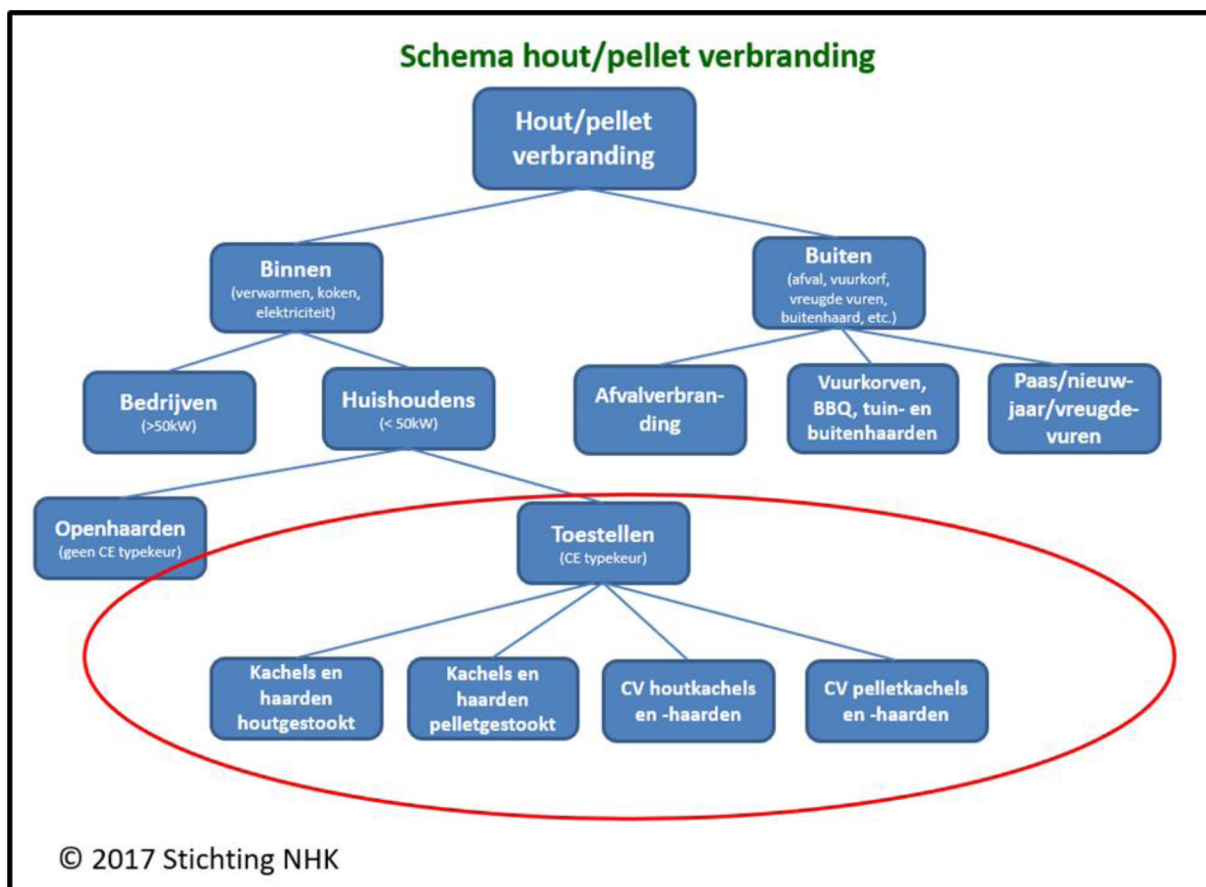 Schema hout/pellet verbranding
Hout/pellet
verbranding
Binnen
(verwarmen, koken,
elektriciteit)
Buiten
(afval, vuurkorf,
vreugde vuren,
buitenhaard, etc.)
Bedrijven
(>50kW)
Huishoudens
(< 50kW)
Afvalverbran-
ding
Vuurkorven,
BBQ, tuin- en
buitenhaarden
Paas/nieuw-
jaar/vreugde-
vuren
Openhaarden
(geen CE typekeur)
Toestellen
(CE typekeur)
Kachels en
haarden
houtgestookt
Kachels en
haarden
pelletgestookt
CV houtkachels
en -haarden
CV pelletkachels
en -haarden
© 2017 Stichting NHK